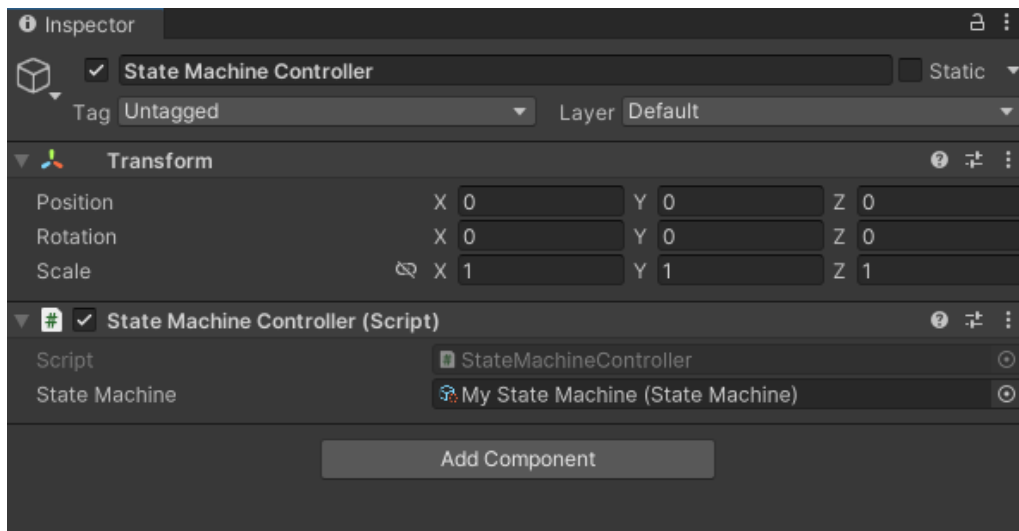 Inspector
State Machine Controller Static
Tag Untagged Layer Default
Transform
Position X 0 Y 0 Z 0
Rotation X 0 Y 0 Z 0
Scale X 1 Y 1 Z 1
# State Machine Controller (Script)
Script # StateMachineController
State Machine My State Machine (State Machine)
Add Component